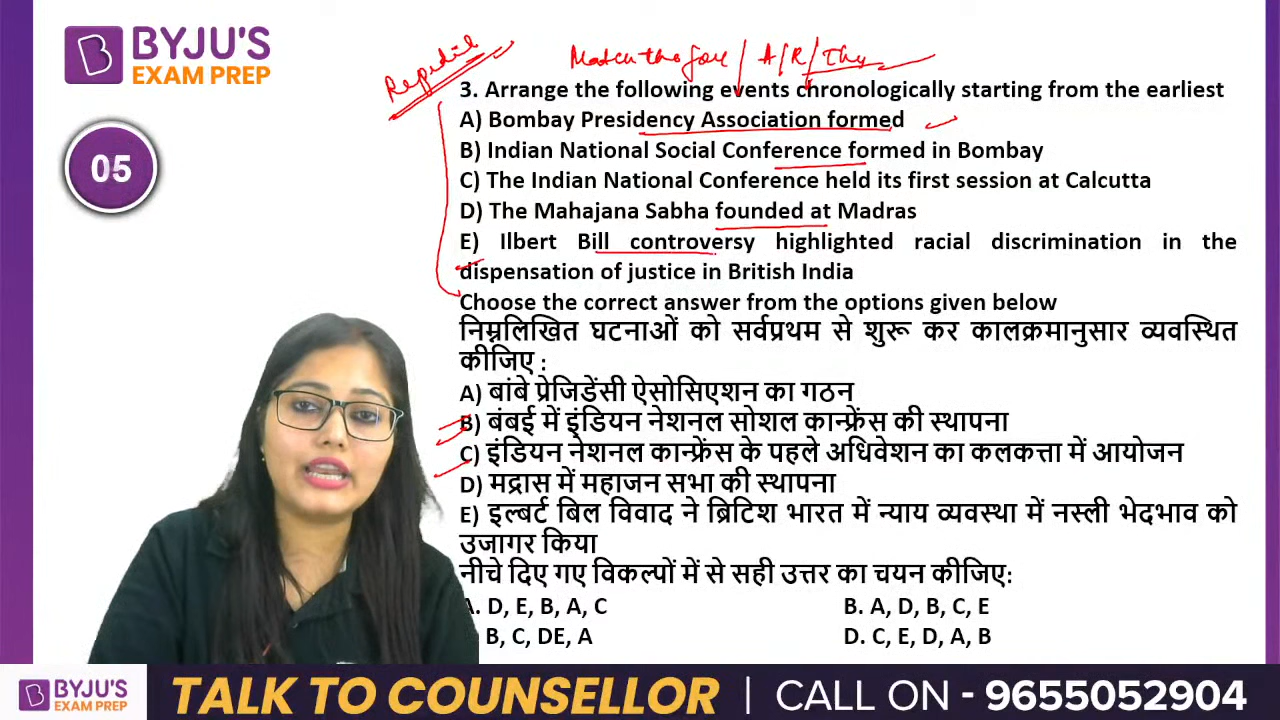 BYJU'S
EXAM PREP
05
Repeated
Match the foll / A/R /
3. Arrange the following events chronologically starting from the earliest
A) Bombay Presidency Association formed
B) Indian National Social Conference formed in Bombay
C) The Indian National Conference held its first session at Calcutta
D) The Mahajana Sabha founded at Madras
E) Ilbert Bill controversy highlighted racial discrimination in the
dispensation of justice in British India
Choose the correct answer from the options given below
निम्नलिखित घटनाओं को सर्वप्रथम से शुरू कर कालक्रमानुसार व्यवस्थित
कीजिए :
A) बांबे प्रेजिडेंसी ऐसोसिएशन का गठन
B) बंबई में इंडियन नेशनल सोशल कान्फ्रेंस की स्थापना
C) इंडियन नेशनल कान्फ्रेंस के पहले अधिवेशन का कलकत्ता में आयोजन
D) मद्रास में महाजन सभा की स्थापना
E) इल्बर्ट बिल विवाद ने ब्रिटिश भारत में न्याय व्यवस्था में नस्ली भेदभाव को
उजागर किया
नीचे दिए गए विकल्पों में से सही उत्तर का चयन कीजिए:
A. D, E, B, A, C B. A, D, B, C, E
B, C, DE, A D. C, E, D, A, B
BYJU'S
EXAM PREP
TALK TO COUNSELLOR | CALL ON - 9655052904